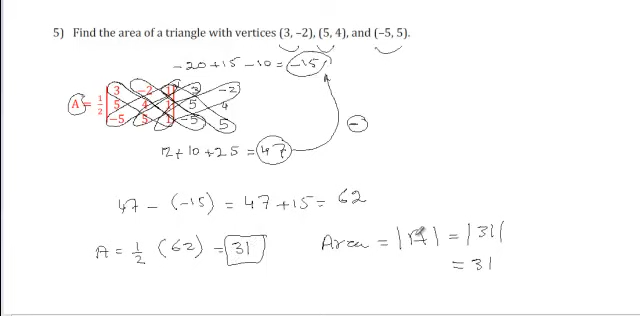 5) Find the area of a triangle with vertices (3, −2), (5, 4), and (−5, 5).
-20+15-10 = -15
A = 1/2 | 3 -2 1 | 3 -2
5 4 1 | 5 4
-5 5 1 | -5 5
12+10+25 = 47
47 - (-15) = 47+15 = 62
A = 1/2 (62) = 31
Area = |A| = |31|
= 31